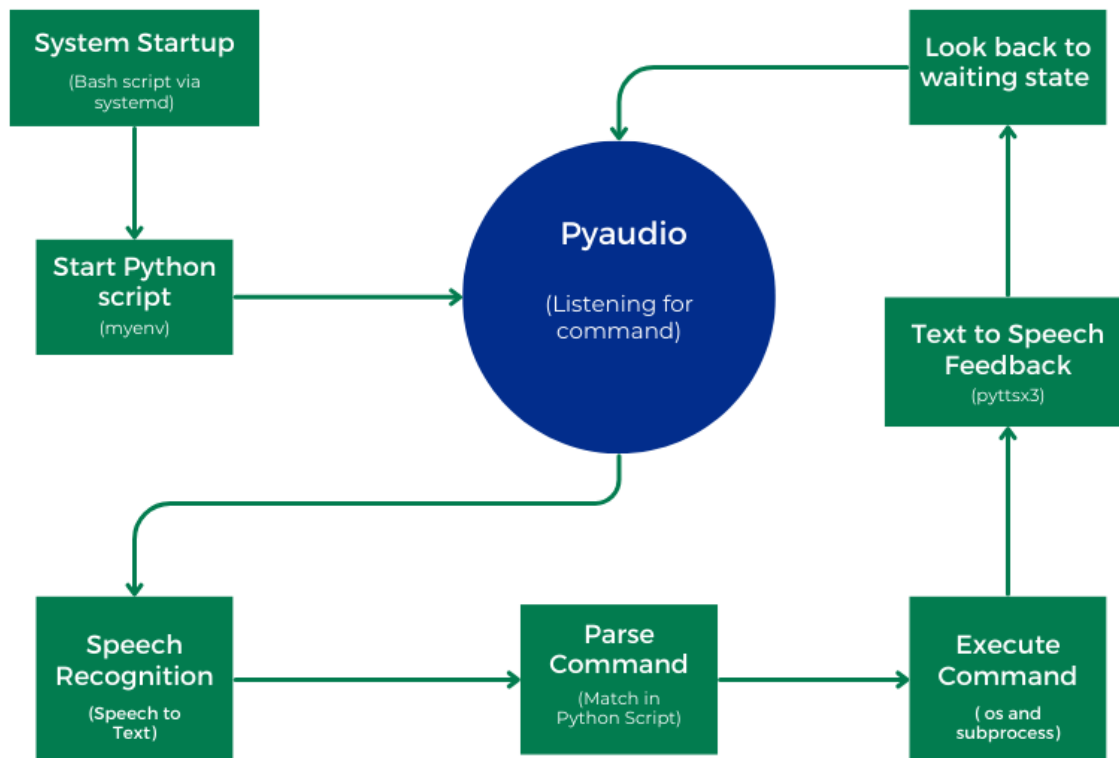 System Startup
(Bash script via
systemd)
Look back to
waiting state
Pyaudio
(Listening for
command)
Start Python
script
(myenv)
Text to Speech
Feedback
(pyttsx3)
Speech
Recognition
(Speech to
Text)
Parse
Command
(Match in
Python Script)
Execute
Command
( os and
subprocess)